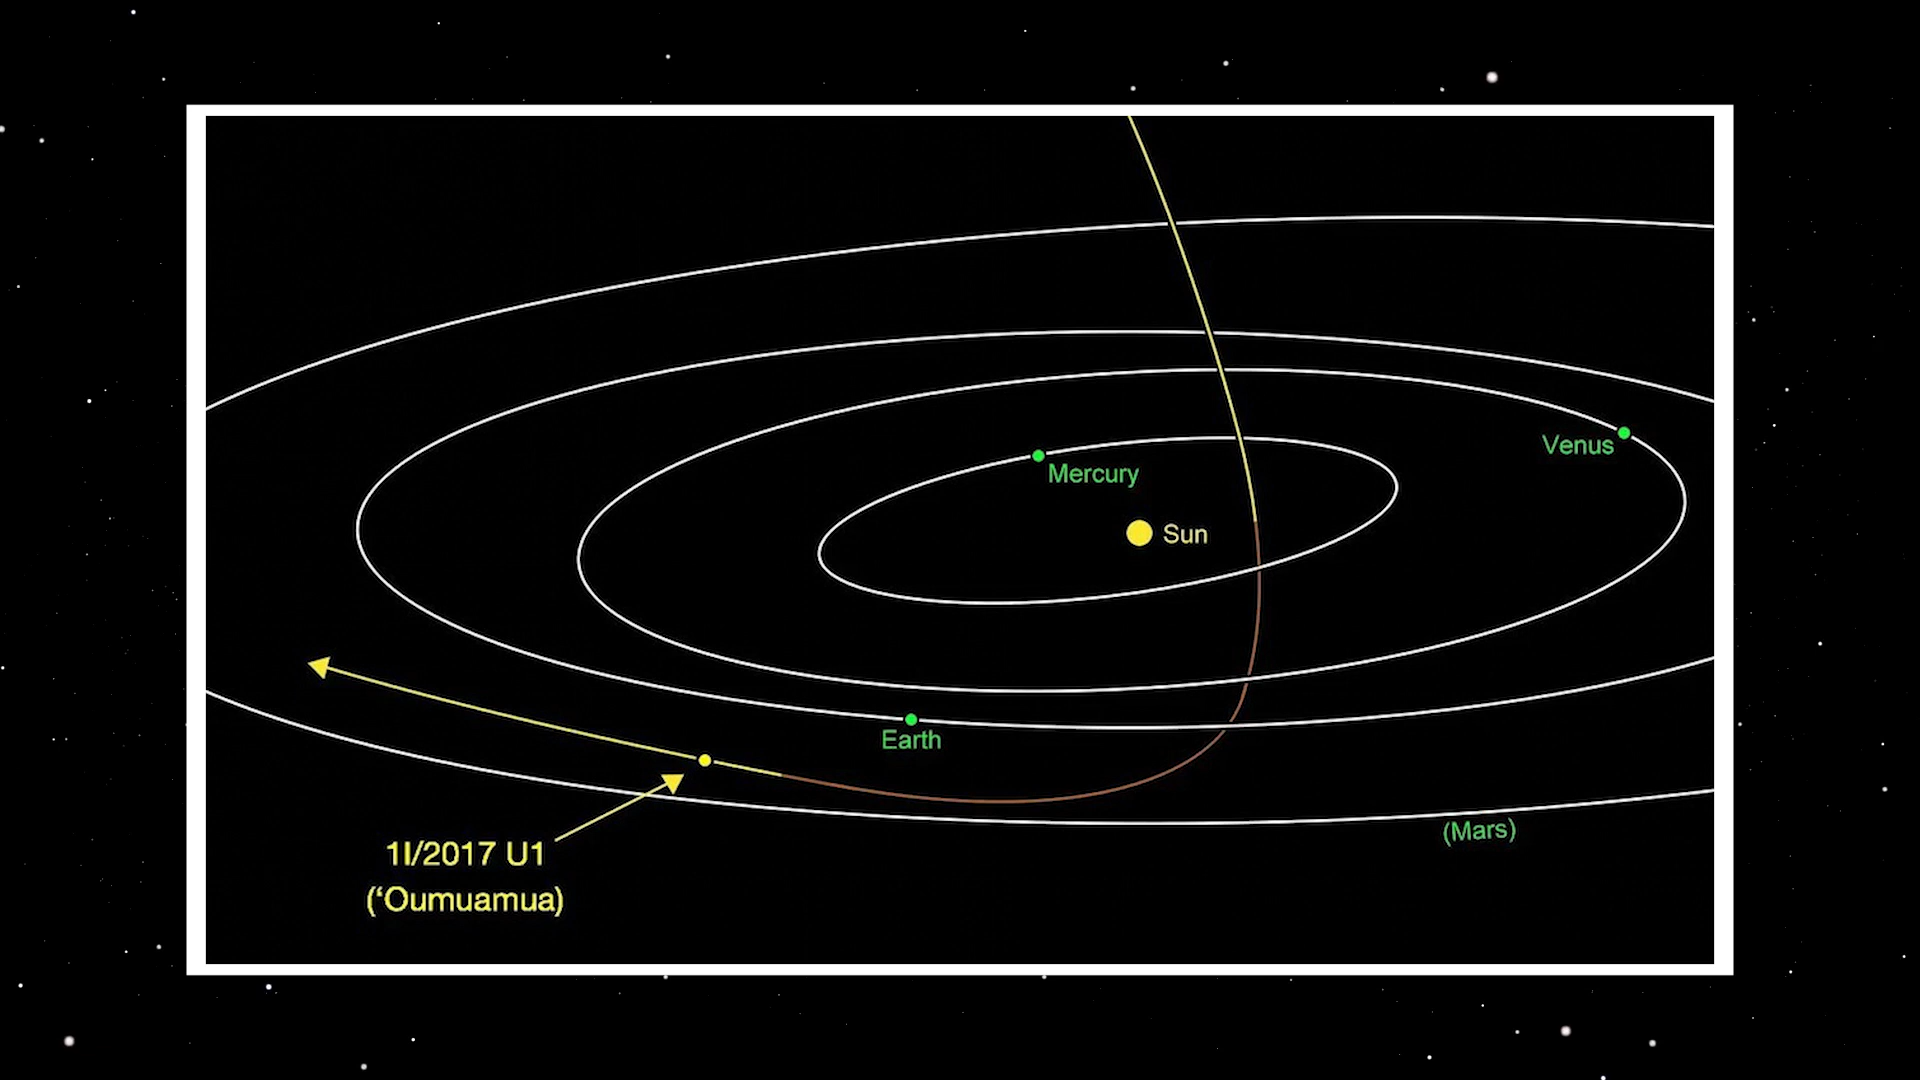 Venus
Mercury
Sun
Earth
(Mars)
1I/2017 U1
(‘Oumuamua)